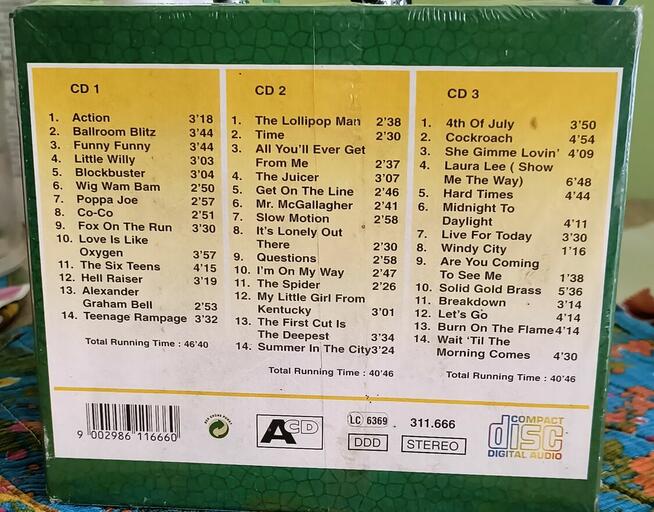 CD 1
1. Action 3'18
2. Ballroom Blitz 3'44
3. Funny Funny 3'44
4. Little Willy 3'03
5. Blockbuster 3'04
6. Wig Wam Bam 2'50
7. Poppa Joe 2'57
8. Co-Co 2'51
9. Fox On The Run 3'30
10. Love Is Like
Oxygen 3'57
11. The Six Teens 4'15
12. Hell Raiser 3'19
13. Alexander
Graham Bell 2'53
14. Teenage Rampage 3'32
Total Running Time : 46'40
CD 2
1. The Lollipop Man 2'38
2. Time 2'30
3. All You'll Ever Get
From Me 2'37
4. The Juicer 3'07
5. Get On The Line 2'46
6. Mr. McGallagher 2'41
7. Slow Motion 2'58
8. It's Lonely Out
There 2'30
9. Questions 2'58
10. I'm On My Way 2'47
11. The Spider 2'26
12. My Little Girl From
Kentucky 3'01
13. The First Cut Is
The Deepest 3'34
14. Summer In The City 3'24
Total Running Time : 40'46
CD 3
1. 4th Of July 3'50
2. Cockroach 4'54
3. She Gimme Lovin' 4'09
4. Laura Lee ( Show
Me The Way) 6'48
5. Hard Times 4'44
6. Midnight To
Daylight 4'11
7. Live For Today 3'30
8. Windy City 1'16
9. Are You Coming
To See Me 1'38
10. Solid Gold Brass 5'36
11. Breakdown 3'14
12. Let's Go 4'14
13. Burn On The Flame 4'14
14. Wait 'Til The
Morning Comes 4'30
Total Running Time : 40'46
9 002986 116660
ACD
LC 6369
311.666
DDD
STEREO
COMPACT
disc
DIGITAL AUDIO